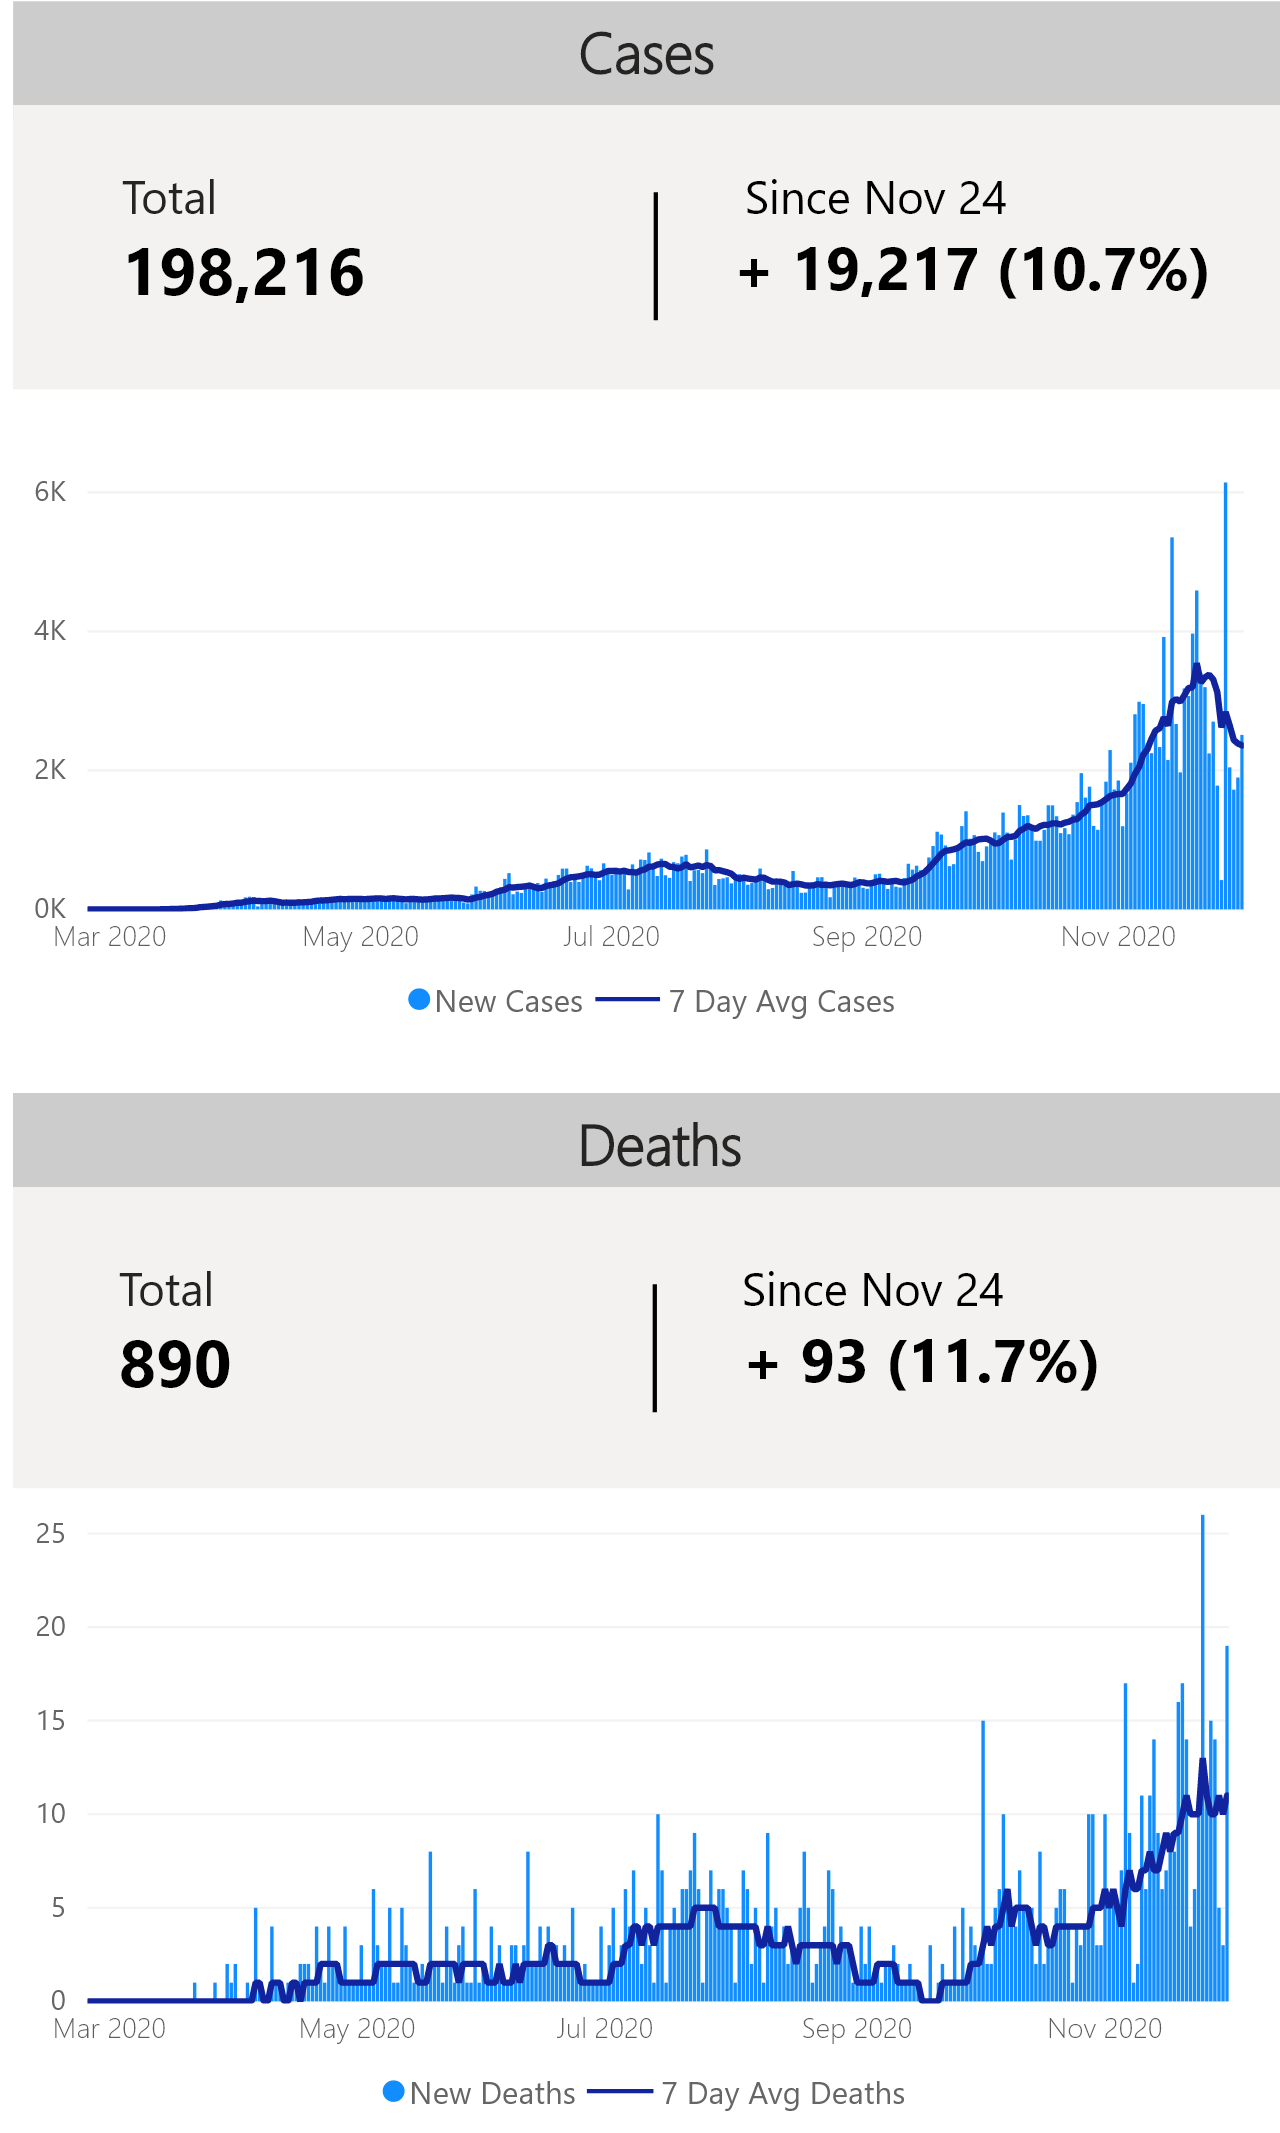 Cases
Total
Since Nov 24
198,216
+ 19,217 (10.7%)
6K
4K
2K
0K
Mar 2020 May 2020 Jul 2020 Sep 2020 Nov 2020
New Cases 7 Day Avg Cases
Deaths
Total
Since Nov 24
890
+ 93 (11.7%)
25
20
15
10
5
0
Mar 2020 May 2020 Jul 2020 Sep 2020 Nov 2020
New Deaths 7 Day Avg Deaths